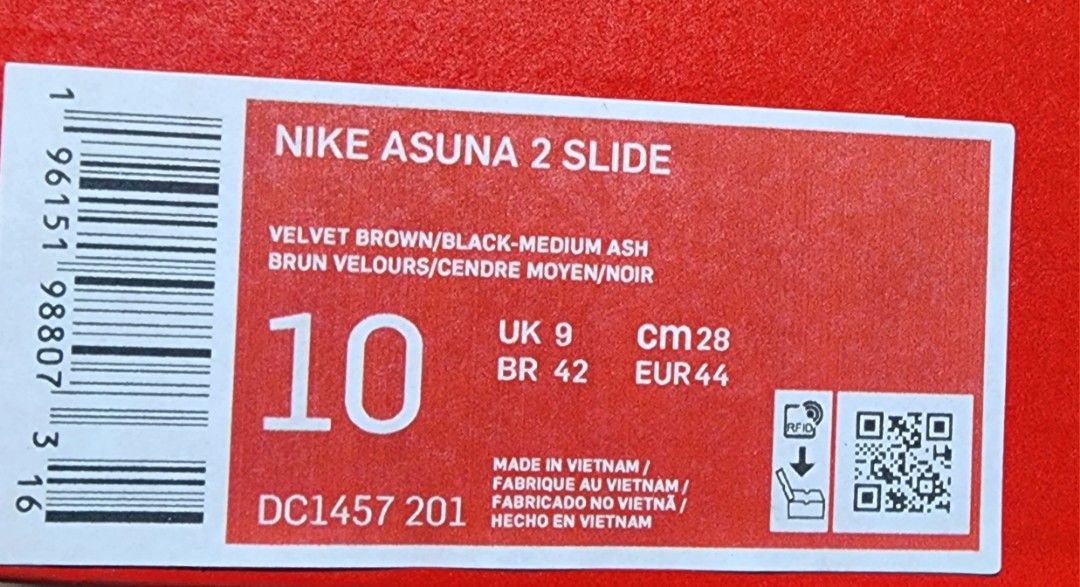 NIKE ASUNA 2 SLIDE
VELVET BROWN/BLACK-MEDIUM ASH
BRUN VELOURS/CENDRE MOYEN/NOIR
10
UK 9 cm 28
BR 42 EUR 44
MADE IN VIETNAM /
FABRIQUE AU VIETNAM /
FABRICADO NO VIETNÃ /
HECHO EN VIETNAM
DC1457 201
RFID
1 96151 98807 3 16